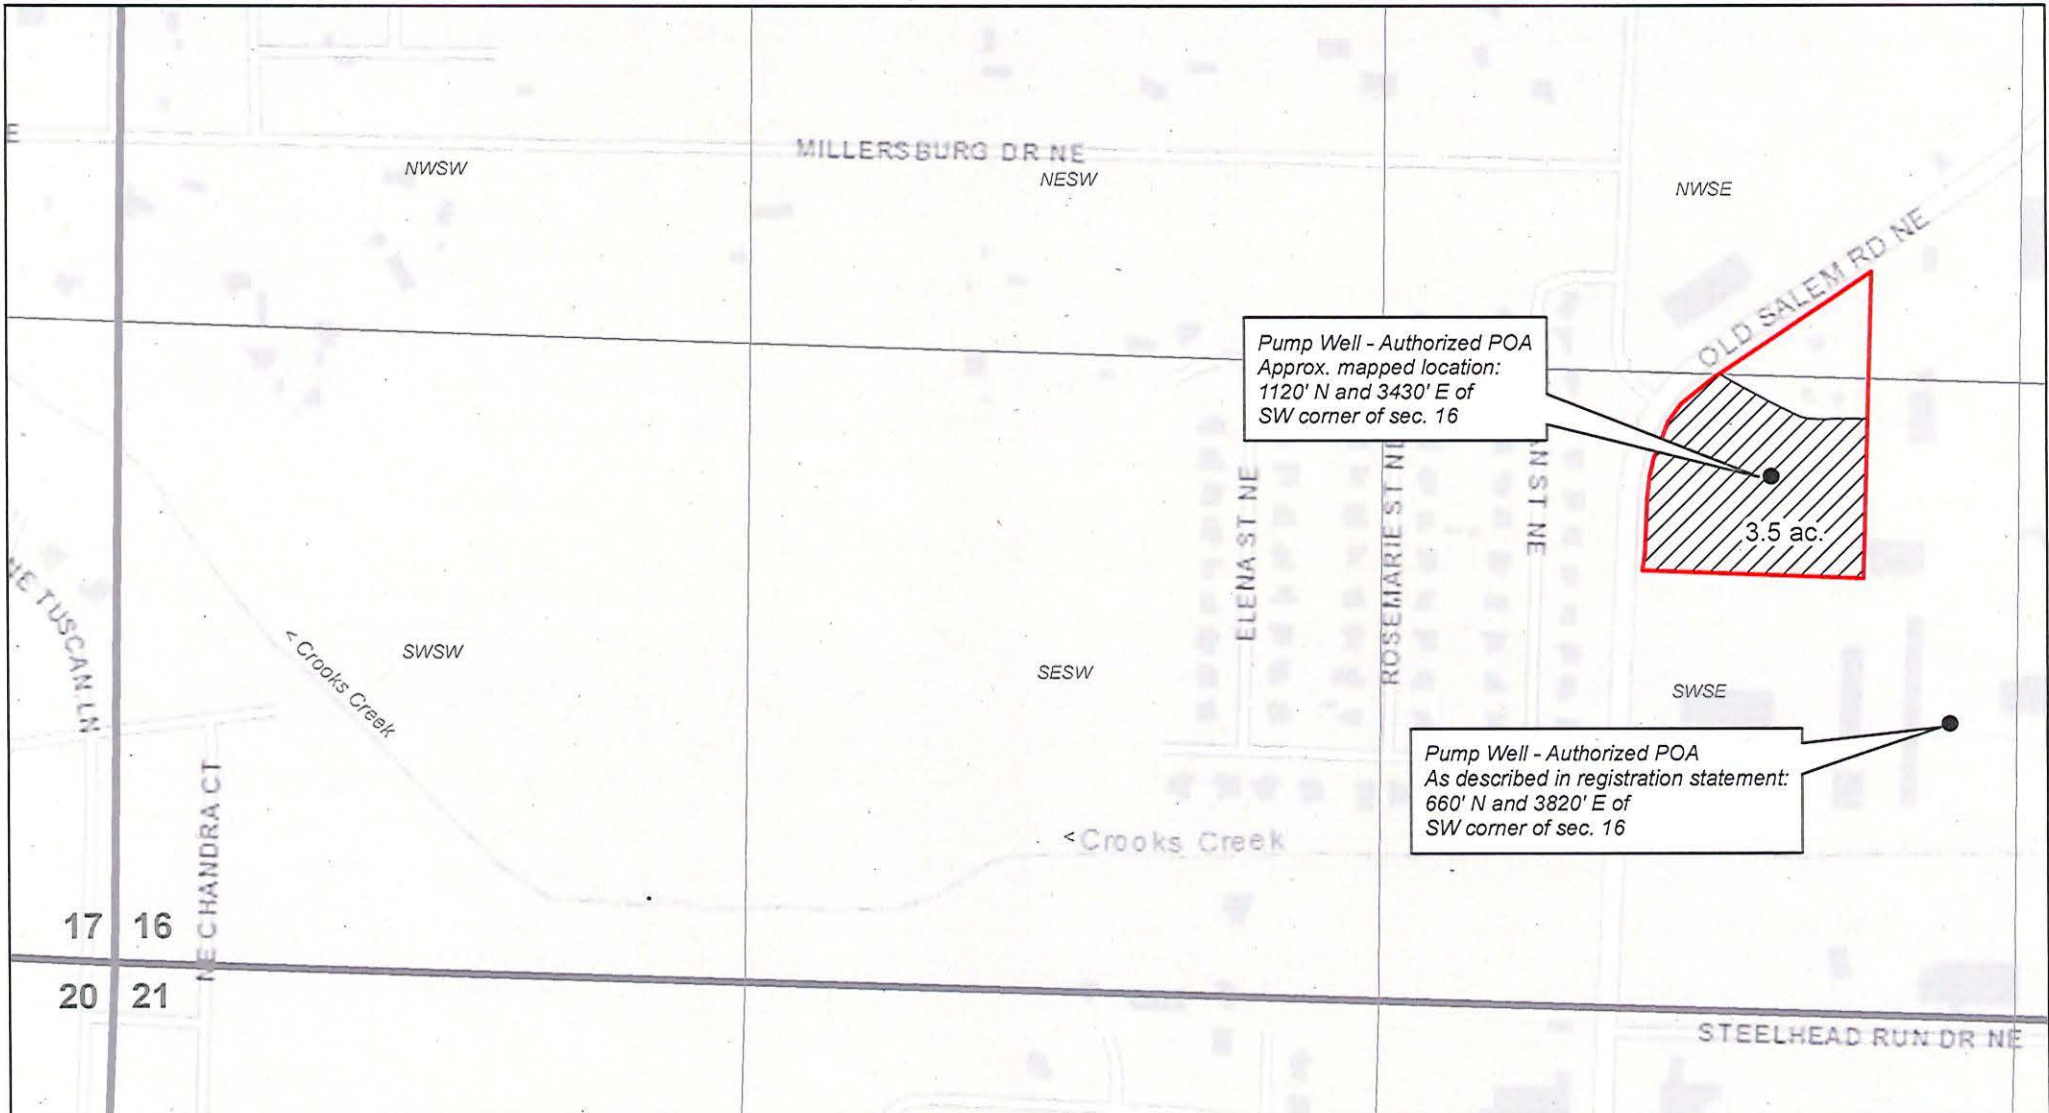 E
MILLERSBURG DR NE
NWSW
NESW
NWSE
OLD SALEM RD NE
Pump Well - Authorized POA
Approx. mapped location:
1120' N and 3430' E of
SW corner of sec. 16
3.5 ac.
NE TUSCAN LN
< Crooks Creek
SWSW
SESW
ELENA ST NE
ROSEMARIE ST NE
ST NE
SWSE
Pump Well - Authorized POA
As described in registration statement:
660' N and 3820' E of
SW corner of sec. 16
< Crooks Creek
NE CHANDRA CT
17 16
20 21
STEELHEAD RUN DR NE